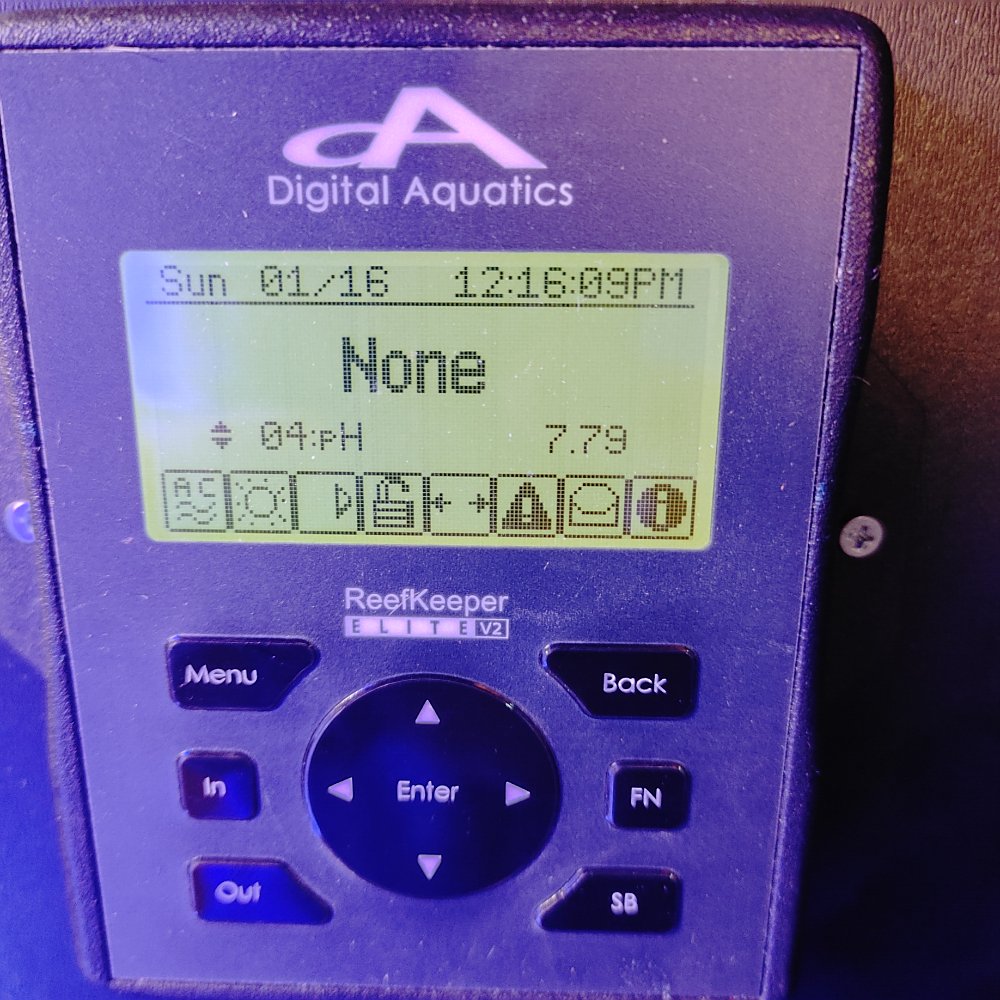 dA
Digital Aquatics
Sun 01/16 12:16:09PM
None
04:pH 7.79
AC
ReefKeeper
ELITE V2
Menu Back
In Enter FN
Out SB